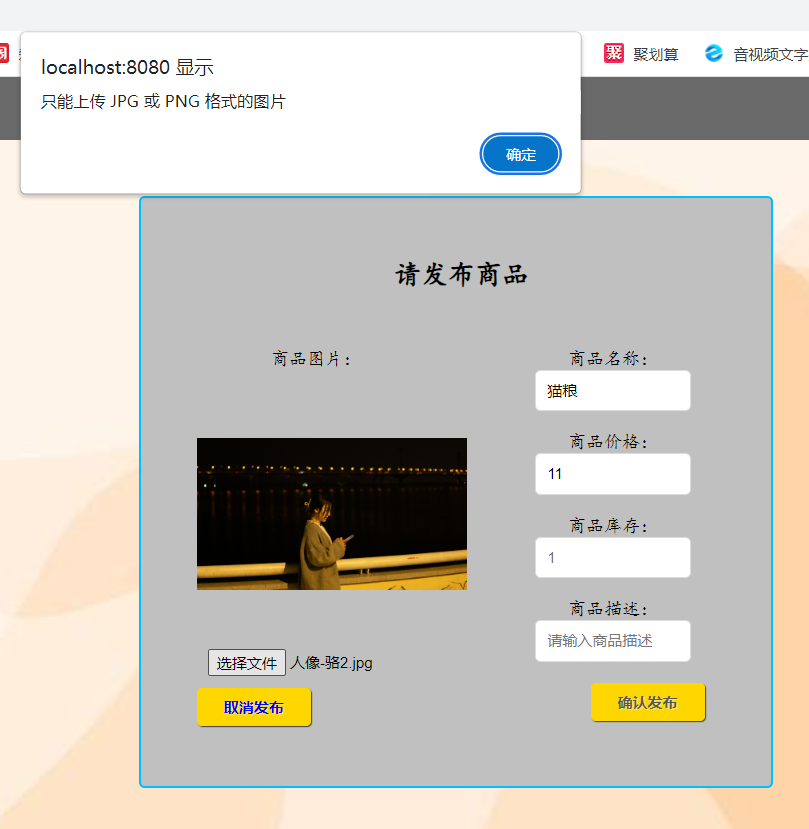 聚 聚划算
音视频文字
localhost:8080 显示
只能上传 JPG 或 PNG 格式的图片
确定
请发布商品
商品图片：
商品名称：
猫粮
商品价格：
11
商品库存：
1
商品描述：
请输入商品描述
选择文件 人像-骆2.jpg
取消发布
确认发布